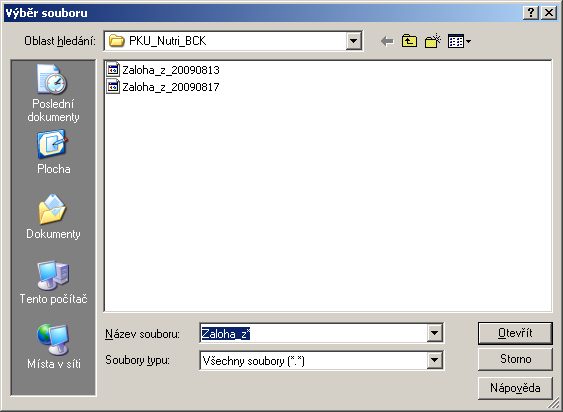 Výběr souboru
Oblast hledání: PKU_Nutri_BCK
Zaloha_z_20090813
Zaloha_z_20090817
Poslední
dokumenty
Plocha
Dokumenty
Tento počítač
Místa v síti
Název souboru: Zaloha_z* Otevřít
Soubory typu: Všechny soubory (*.*) Storno
Nápověda